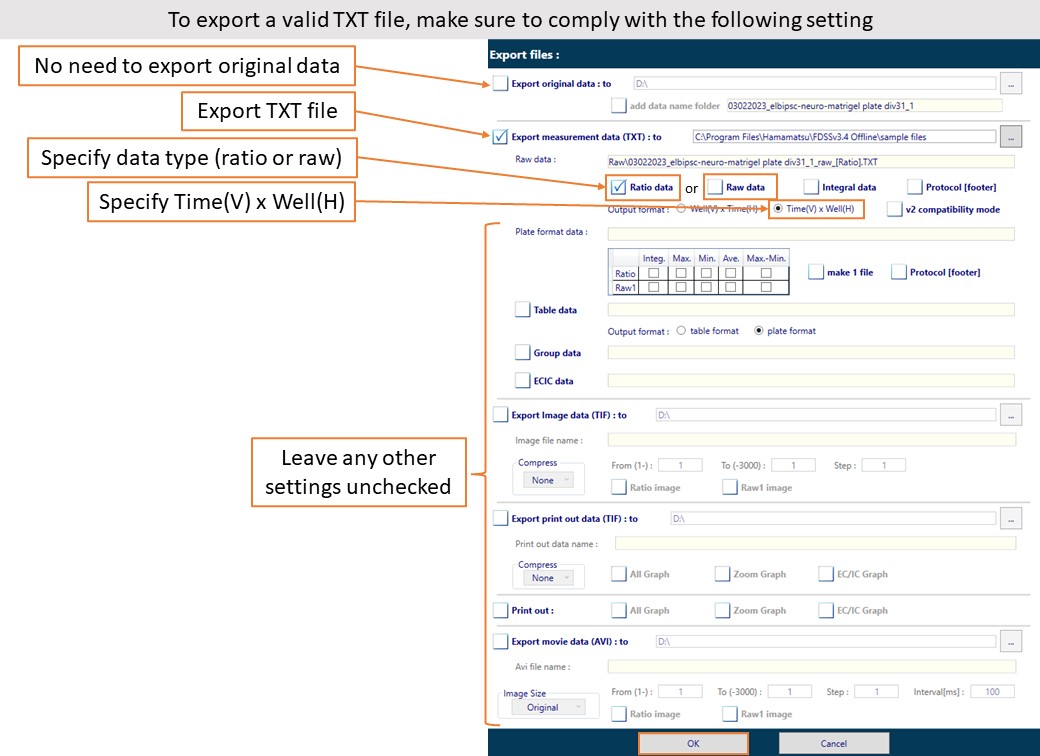 To export a valid TXT file, make sure to comply with the following setting
No need to export original data
Export TXT file
Specify data type (ratio or raw)
Specify Time(V) x Well(H)
Leave any other
settings unchecked
Export files :
Export original data : to D:\ ...
add data name folder 03022023_elbipsc-neuro-matrigel plate div31_1
Export measurement data (TXT) : to C:\Program Files\Hamamatsu\FDSSv3.4 Offline\sample files ...
Raw data : Raw\03022023_elbipsc-neuro-matrigel plate div31_1_raw_[Ratio].TXT
Ratio data or Raw data Integral data Protocol [footer]
Output format : Well(V) x Time(H) Time(V) x Well(H) v2 compatibility mode
Plate format data :
Integ. Max. Min. Ave. Max.-Min.
Ratio make 1 file Protocol [footer]
Raw1
Table data
Output format : table format plate format
Group data
ECIC data
Export Image data (TIF) : to D:\ ...
Image file name :
Compress From (1-) : 1 To (-3000) : 1 Step : 1
None Ratio image Raw1 image
Export print out data (TIF) : to D:\ ...
Print out data name :
Compress
None All Graph Zoom Graph EC/IC Graph
Print out : All Graph Zoom Graph EC/IC Graph
Export movie data (AVI) : to D:\ ...
Avi file name :
Image Size From (1-) : 1 To (-3000) : 1 Step : 1 Interval[ms] : 100
Original Ratio image Raw1 image
OK Cancel